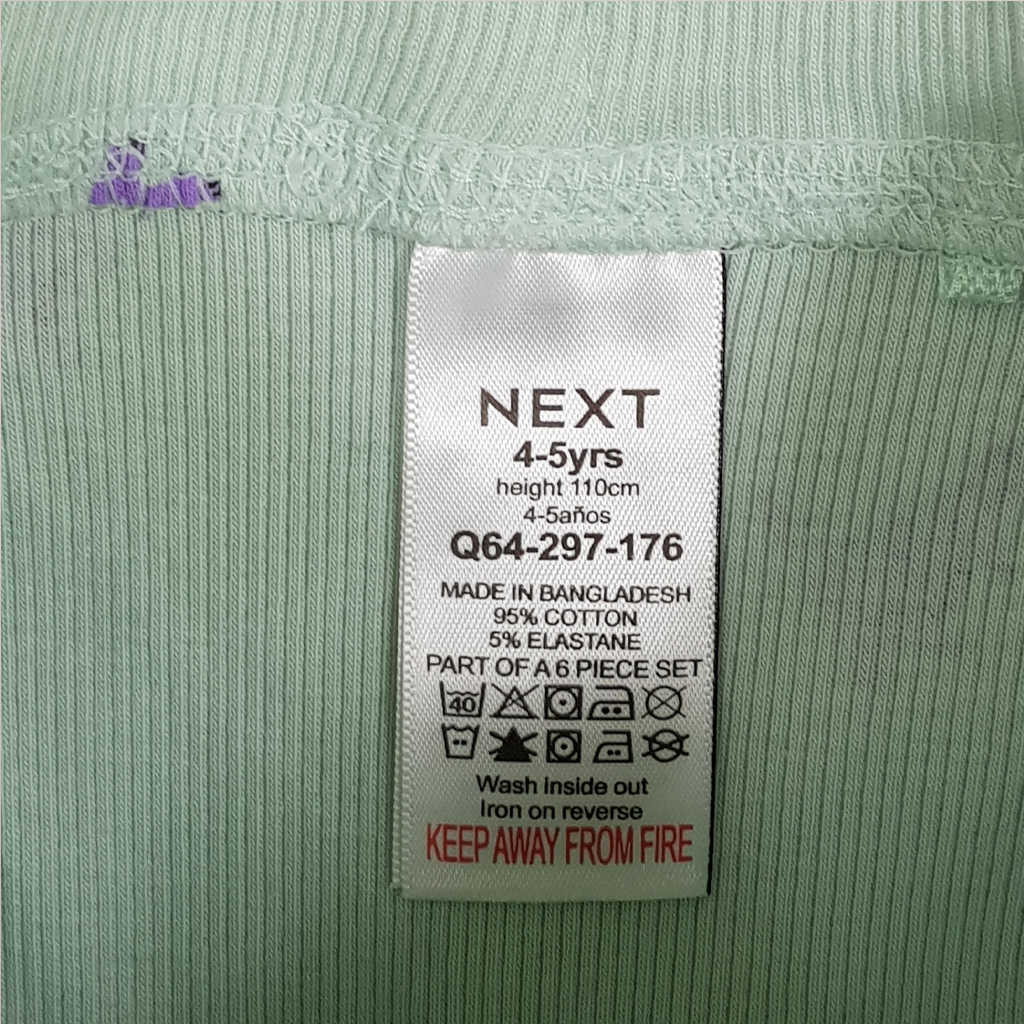 NEXT
4-5yrs
height 110cm
4-5años
Q64-297-176
MADE IN BANGLADESH
95% COTTON
5% ELASTANE
PART OF A 6 PIECE SET
40
Wash inside out
Iron on reverse
KEEP AWAY FROM FIRE